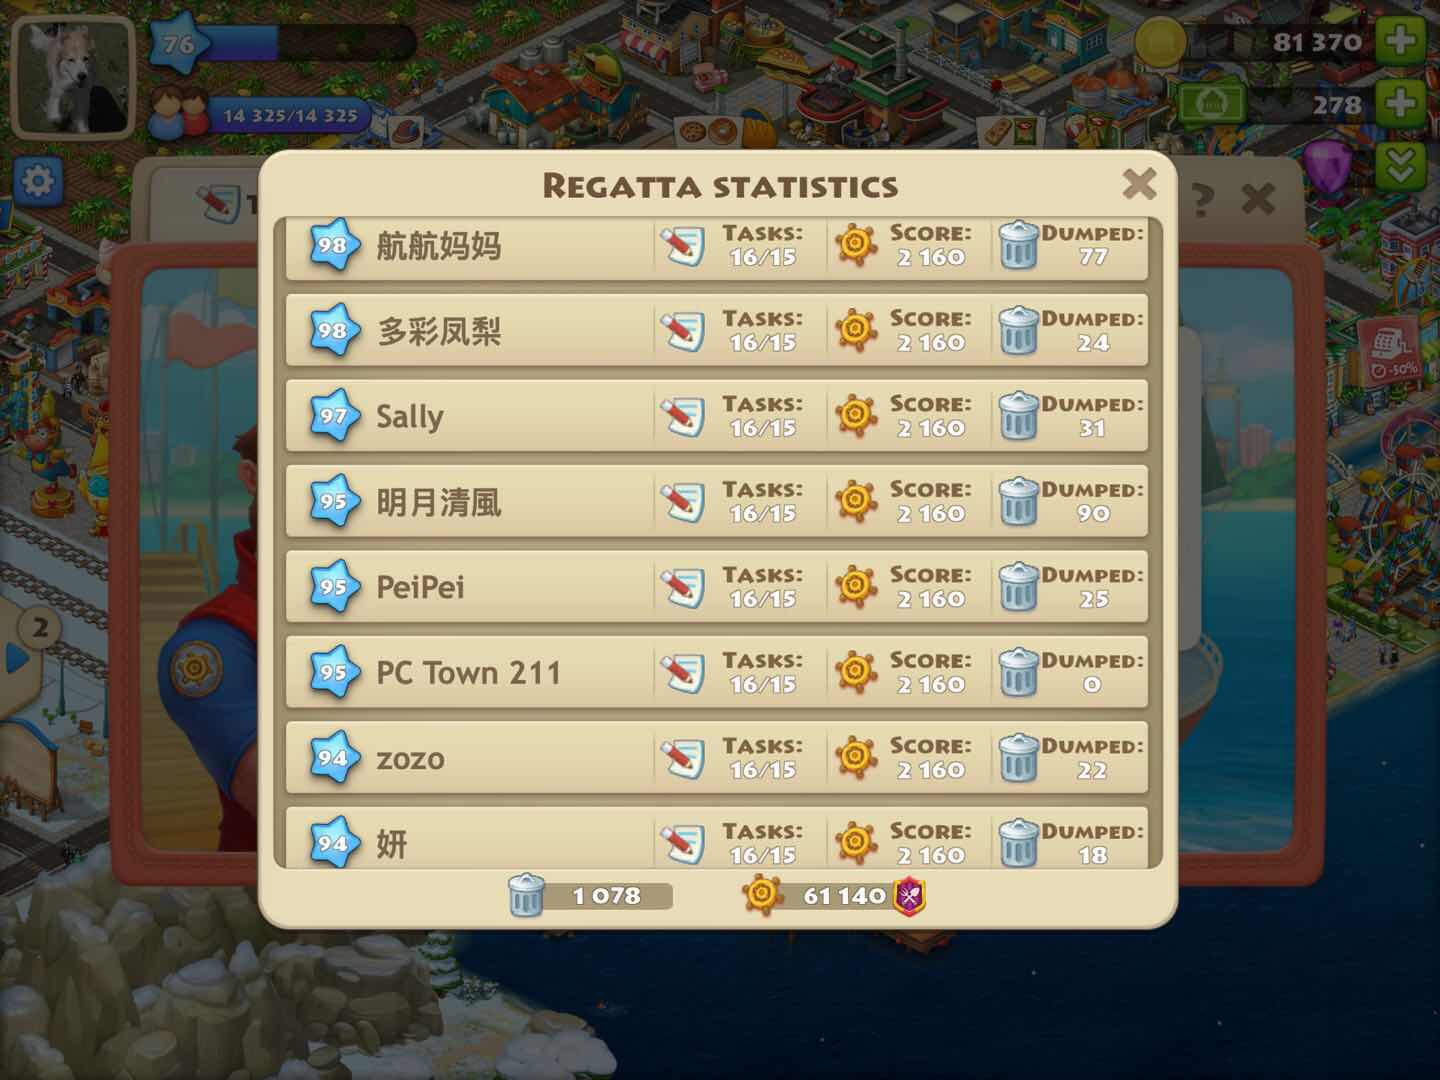 76
14 325/14 325
81 370
278
T
?
REGATTA STATISTICS
98 航航妈妈 TASKS: 16/15 SCORE: 2 160 DUMPED: 77
98 多彩凤梨 TASKS: 16/15 SCORE: 2 160 DUMPED: 24
97 Sally TASKS: 16/15 SCORE: 2 160 DUMPED: 31
95 明月清風 TASKS: 16/15 SCORE: 2 160 DUMPED: 90
95 PeiPei TASKS: 16/15 SCORE: 2 160 DUMPED: 25
95 PC Town 211 TASKS: 16/15 SCORE: 2 160 DUMPED: 0
94 zozo TASKS: 16/15 SCORE: 2 160 DUMPED: 22
94 妍 TASKS: 16/15 SCORE: 2 160 DUMPED: 18
-50%
2
1 078
61 140